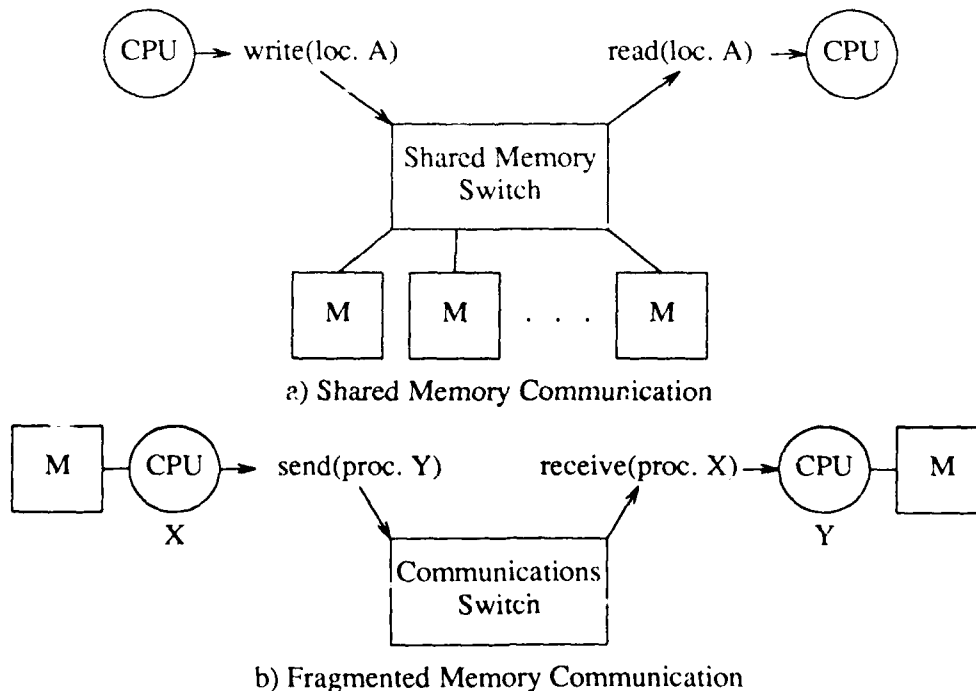 CPU write(loc. A) read(loc. A) CPU
Shared Memory
Switch
M M . . . M
a) Shared Memory Communication
M CPU send(proc. Y) receive(proc. X) CPU M
X Y
Communications
Switch
b) Fragmented Memory Communication